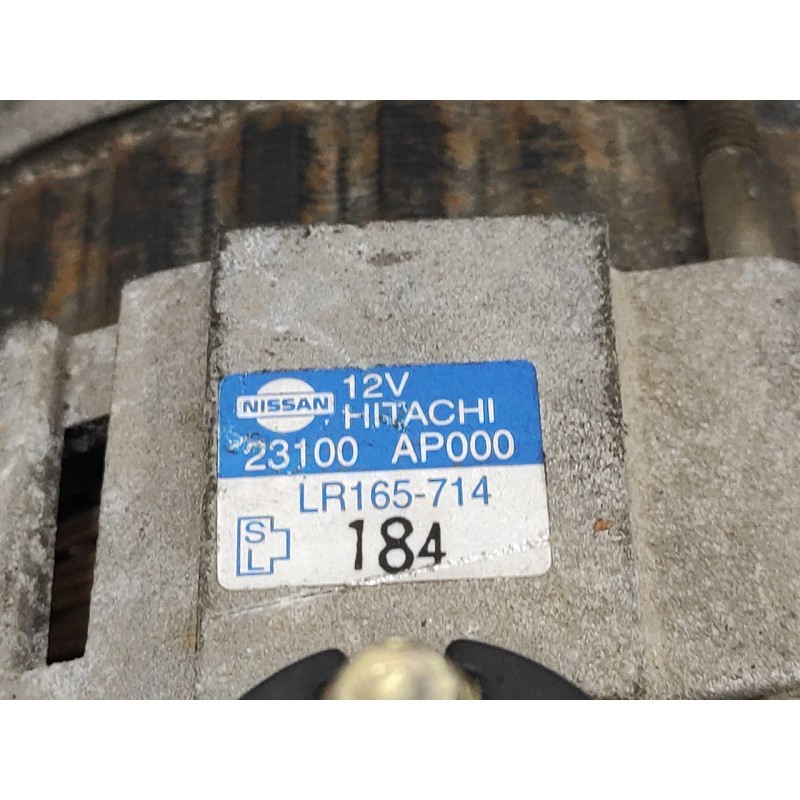 NISSAN
12V
HITACHI
23100 AP000
LR165-714
S
L
184